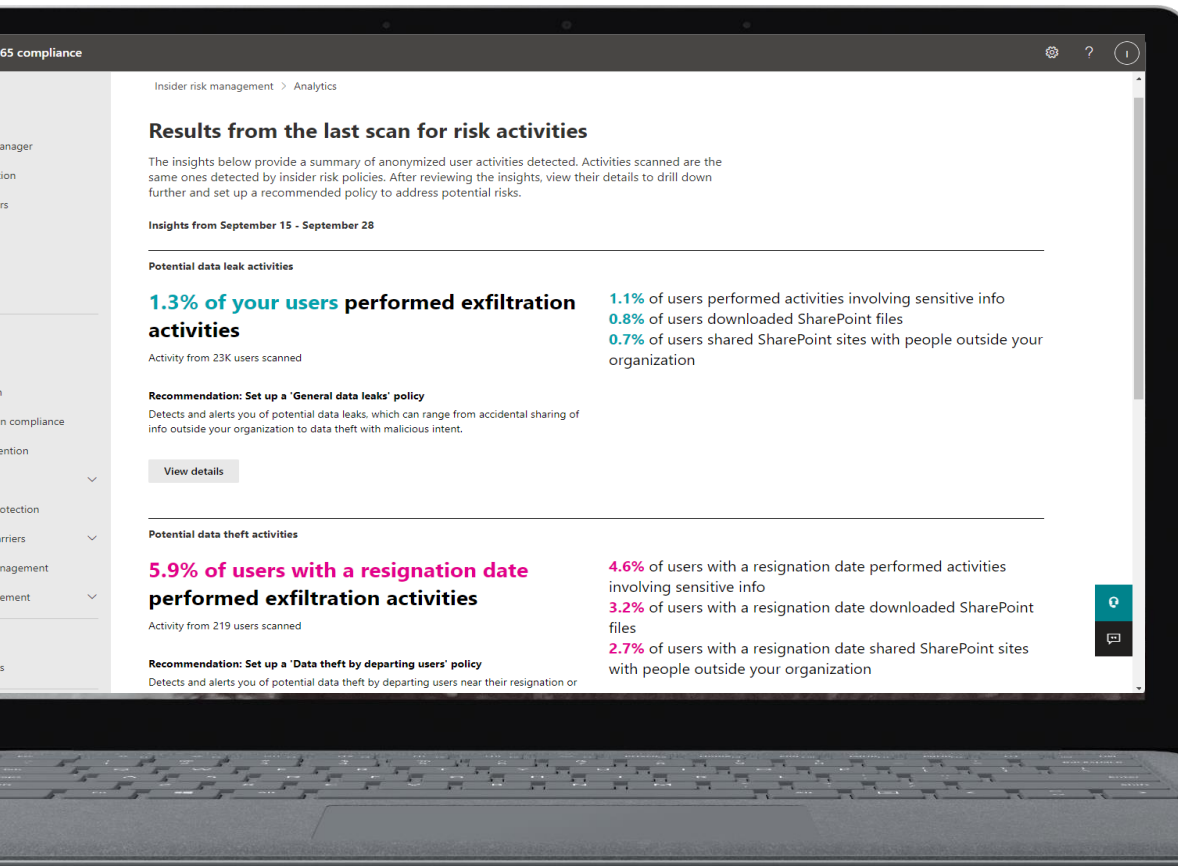 65 compliance
?
I
Insider risk management > Analytics
Results from the last scan for risk activities
The insights below provide a summary of anonymized user activities detected. Activities scanned are the
same ones detected by insider risk policies. After reviewing the insights, view their details to drill down
further and set up a recommended policy to address potential risks.
Insights from September 15 - September 28
anager
ion
rs
n
n compliance
ention
otection
arriers
nagement
ement
s
Potential data leak activities
1.3% of your users performed exfiltration
activities
Activity from 23K users scanned
Recommendation: Set up a 'General data leaks' policy
Detects and alerts you of potential data leaks, which can range from accidental sharing of
info outside your organization to data theft with malicious intent.
View details
1.1% of users performed activities involving sensitive info
0.8% of users downloaded SharePoint files
0.7% of users shared SharePoint sites with people outside your
organization
Potential data theft activities
5.9% of users with a resignation date
performed exfiltration activities
Activity from 219 users scanned
Recommendation: Set up a 'Data theft by departing users' policy
Detects and alerts you of potential data theft by departing users near their resignation or
4.6% of users with a resignation date performed activities
involving sensitive info
3.2% of users with a resignation date downloaded SharePoint
files
2.7% of users with a resignation date shared SharePoint sites
with people outside your organization